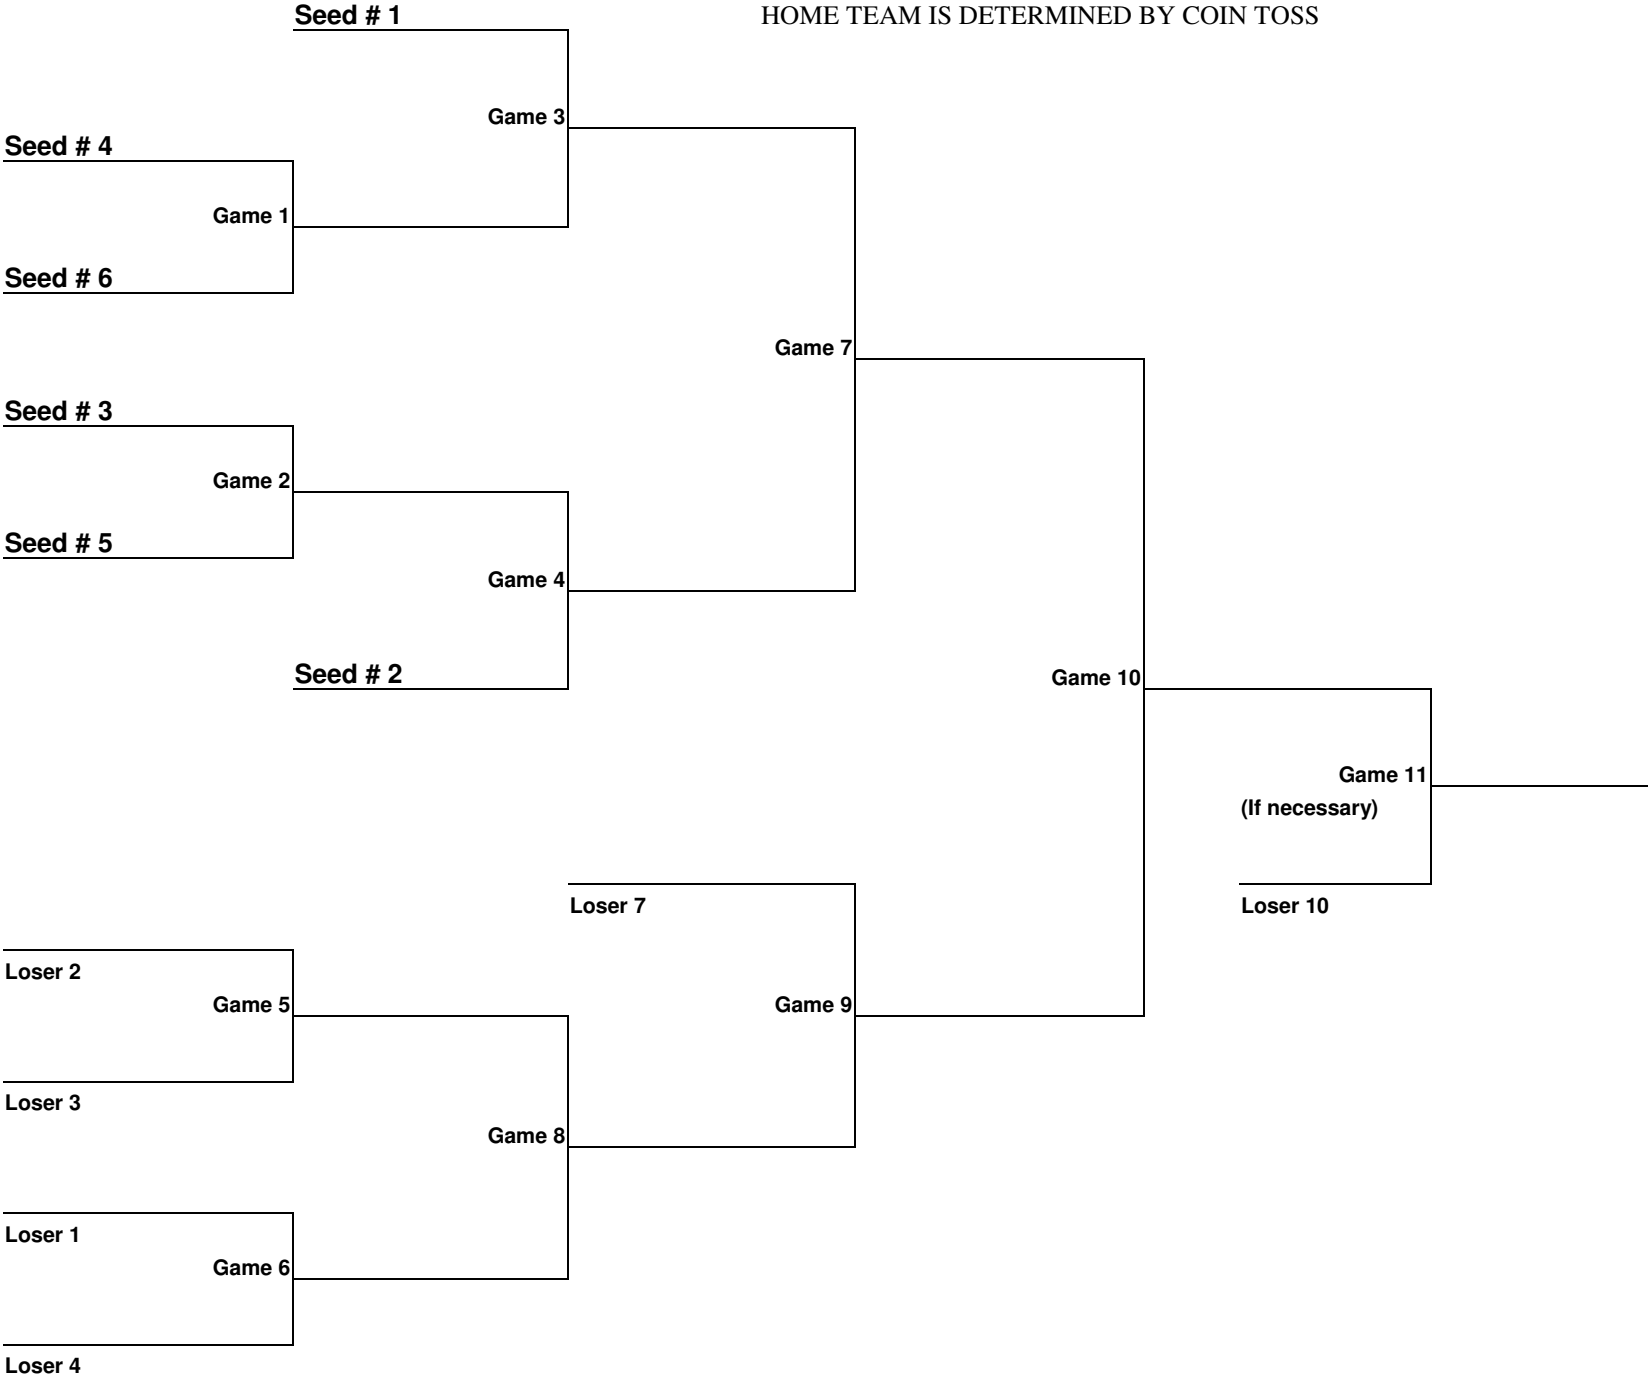 Seed # 1
HOME TEAM IS DETERMINED BY COIN TOSS
Game 3
Seed # 4
Game 1
Seed # 6
Game 7
Seed # 3
Game 2
Seed # 5
Game 4
Seed # 2
Game 10
Game 11
(If necessary)
Loser 7
Loser 10
Loser 2
Game 5
Game 9
Loser 3
Game 8
Loser 1
Game 6
Loser 4